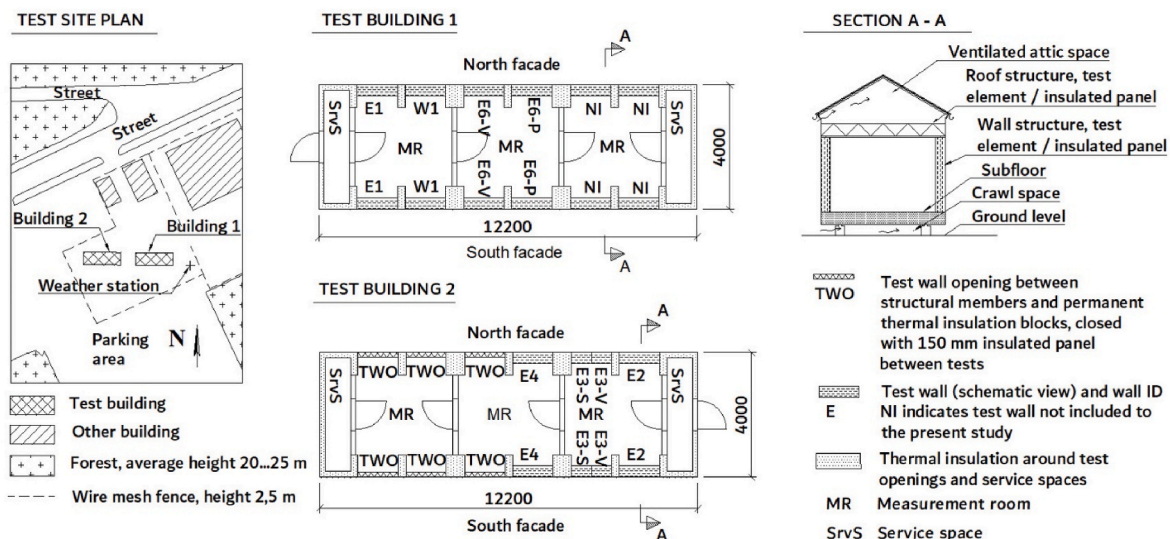 TEST SITE PLAN
Street
Street
Building 2
Building 1
Weather station
Parking
area
N
Test building
Other building
Forest, average height 20...25 m
Wire mesh fence, height 2,5 m
TEST BUILDING 1
A
North facade
SrvS
E1
W1
E6-V
E6-P
NI
NI
SrvS
MR
MR
MR
E1
W1
E6-V
E6-P
NI
NI
4000
12200
South facade
A
TEST BUILDING 2
A
North facade
SrvS
TWO
TWO
TWO
E4
E3-S
E3-V
E2
SrvS
MR
MR
MR
TWO
TWO
TWO
E4
E3-S
E3-V
E2
4000
12200
South facade
A
SECTION A - A
Ventilated attic space
Roof structure, test
element / insulated panel
Wall structure, test
element / insulated panel
Subfloor
Crawl space
Ground level
TWO
Test wall opening between
structural members and permanent
thermal insulation blocks, closed
with 150 mm insulated panel
between tests
E
Test wall (schematic view) and wall ID
NI indicates test wall not included to
the present study
Thermal insulation around test
openings and service spaces
MR Measurement room
SrvS Service space